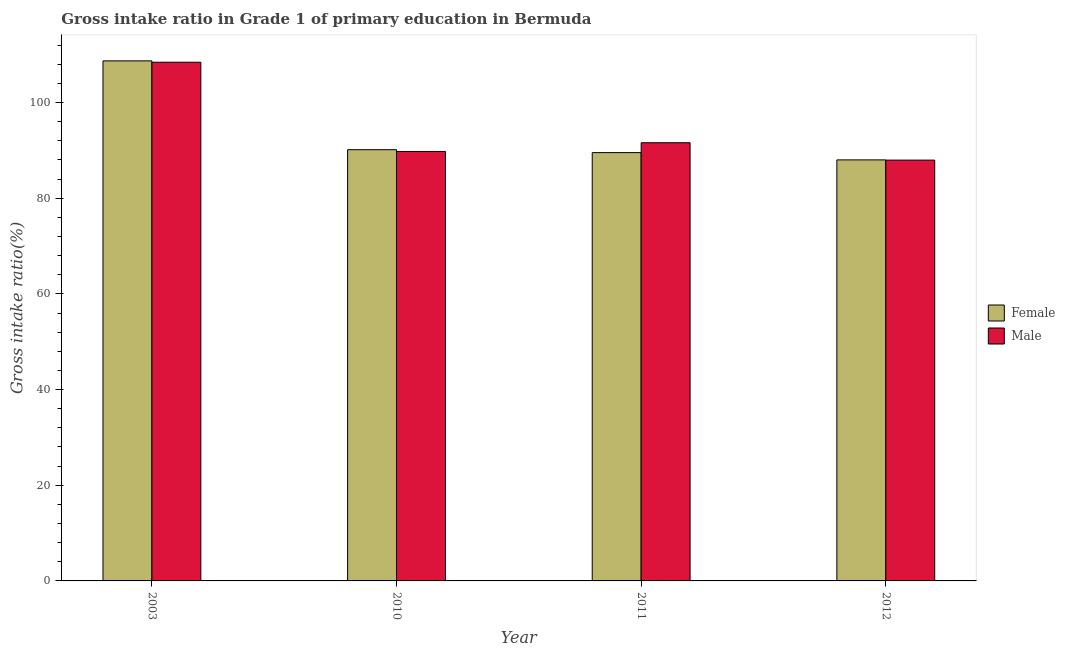 Gross intake ratio in Grade 1 of primary education in Bermuda
Gross intake ratio(%)
100
80
60
40
20
0
Female
Male
2003
2010
2011
2012
Year